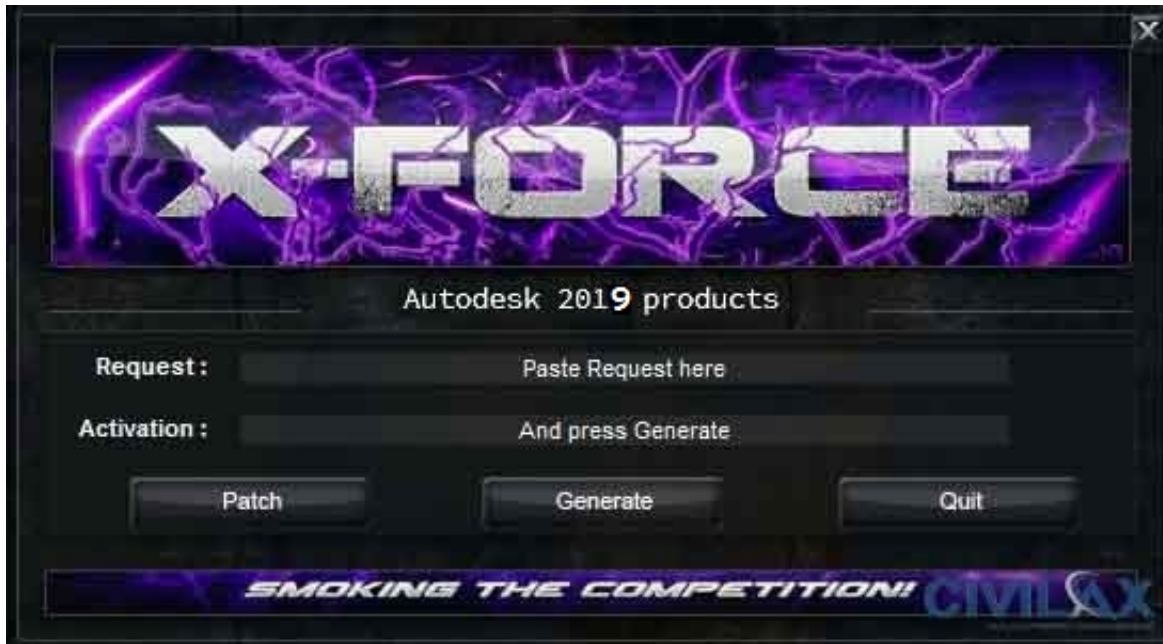 X
X-FORCE
Autodesk 2019 products
Request: Paste Request here
Activation: And press Generate
Patch Generate Quit
SMOKING THE COMPETITION!
CIVILAX